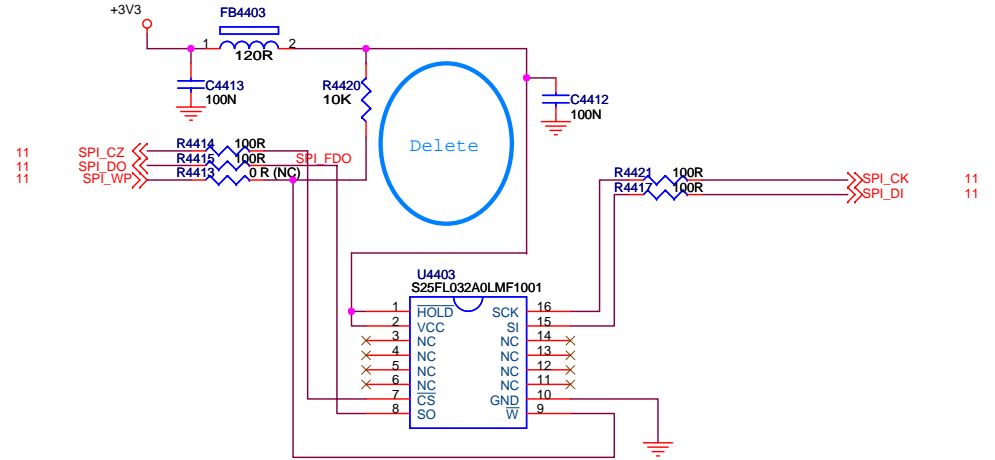 +3V3
FB4403
1 2
120R
C4413
100N
R4420
10K
C4412
100N
Delete
11 SPI_CZ R4414 100R
11 SPI_DO R4415 100R SPI_FDO
11 SPI_WP R4413 0 R (NC)
R4421 100R SPI_CK 11
R4417 100R SPI_DI 11
U4403
S25FL032A0LMF1001
1 HOLD SCK 16
2 VCC SI 15
3 NC NC 14
4 NC NC 13
5 NC NC 12
6 NC NC 11
7 CS GND 10
8 SO W 9